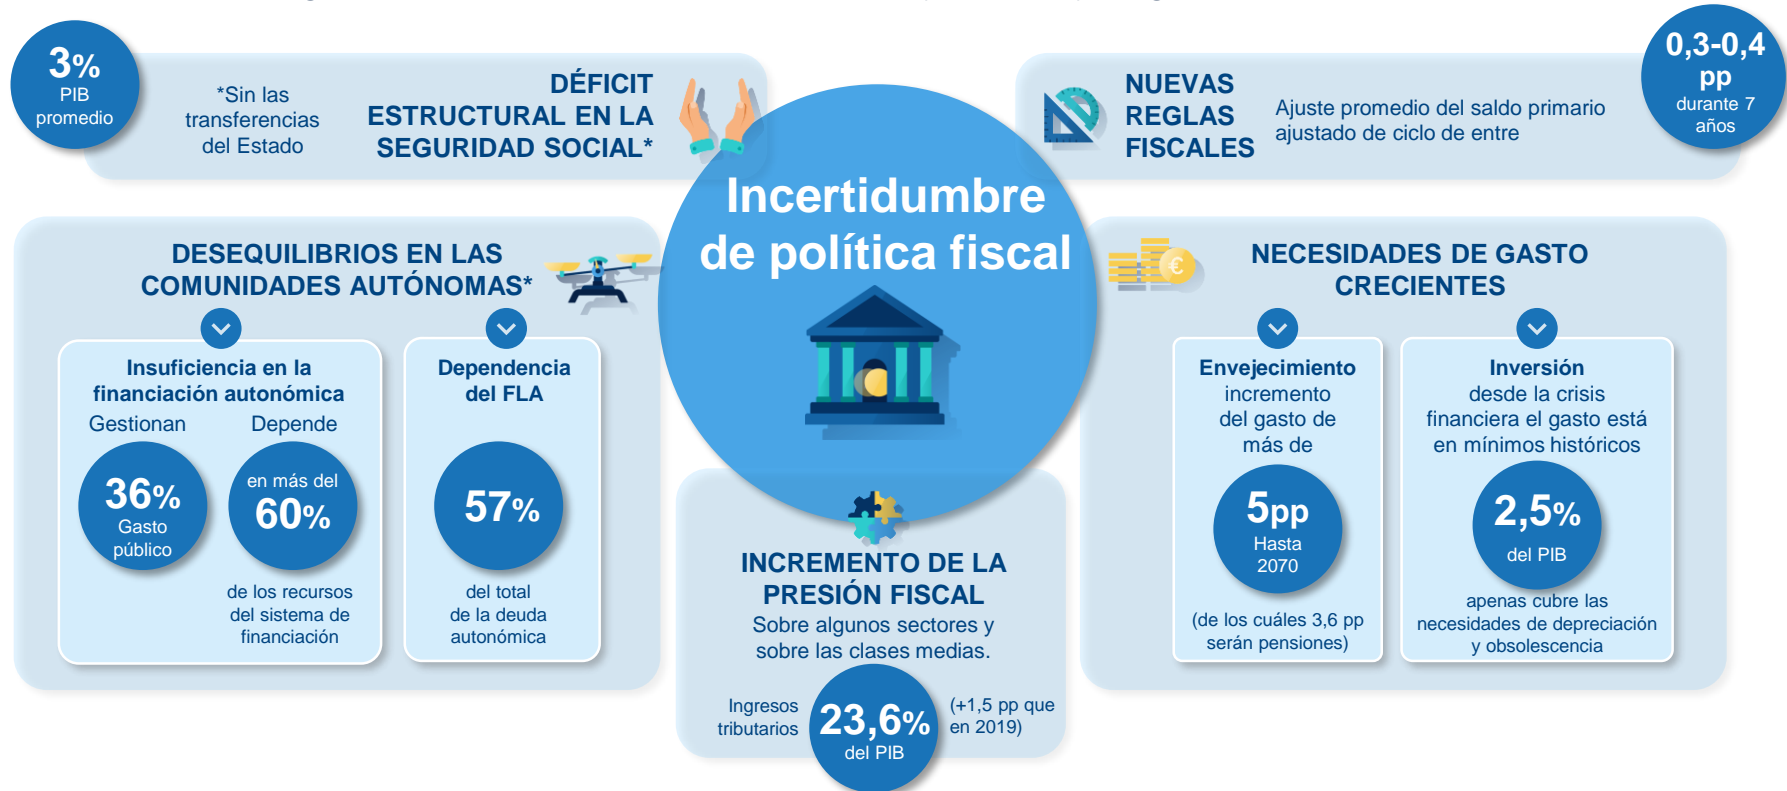 3%
PIB
promedio
*Sin las
transferencias
del Estado
DÉFICIT
ESTRUCTURAL EN LA
SEGURIDAD SOCIAL*
NUEVAS
REGLAS
FISCALES
Ajuste promedio del saldo primario
ajustado de ciclo de entre
0,3-0,4
pp
durante 7
años
Incertidumbre
de política fiscal
DESEQUILIBRIOS EN LAS
COMUNIDADES AUTÓNOMAS*
Insuficiencia en la
financiación autonómica
Gestionan
36%
Gasto
público
Depende
en más del
60%
de los recursos
del sistema de
financiación
Dependencia
del FLA
57%
del total
de la deuda
autonómica
INCREMENTO DE LA
PRESIÓN FISCAL
Sobre algunos sectores y
sobre las clases medias.
Ingresos
tributarios
23,6%
del PIB
(+1,5 pp que
en 2019)
NECESIDADES DE GASTO
CRECIENTES
€
Envejecimiento
incremento
del gasto de
más de
5pp
Hasta
2070
(de los cuáles 3,6 pp
serán pensiones)
Inversión
desde la crisis
financiera el gasto está
en mínimos históricos
2,5%
del PIB
apenas cubre las
necesidades de depreciación
y obsolescencia